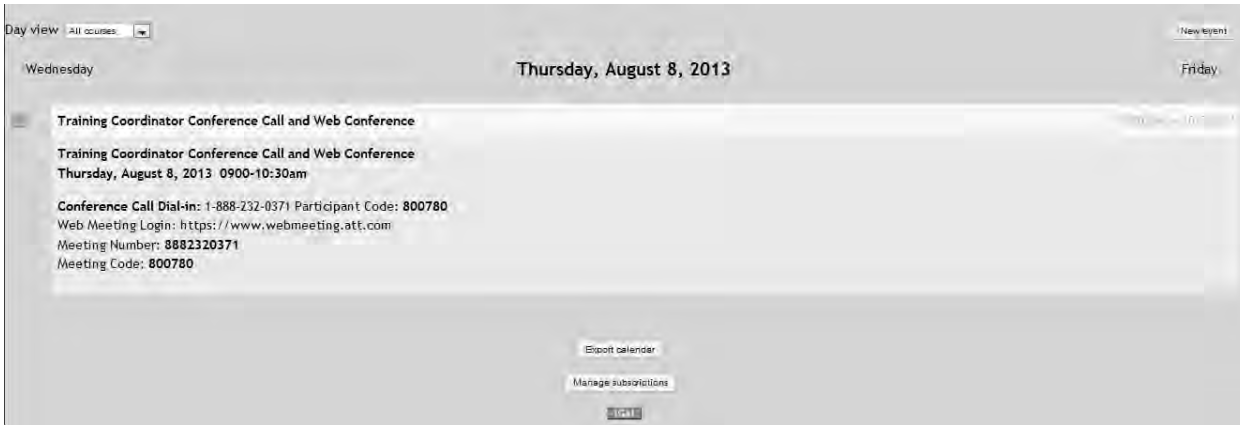 Day view All courses
New event
Wednesday
Thursday, August 8, 2013
Friday
Training Coordinator Conference Call and Web Conference
Training Coordinator Conference Call and Web Conference
Thursday, August 8, 2013 0900-10:30am
Conference Call Dial-in: 1-888-232-0371 Participant Code: 800780
Web Meeting Login: https://www.webmeeting.att.com
Meeting Number: 8882320371
Meeting Code: 800780
Export calendar
Manage subscriptions